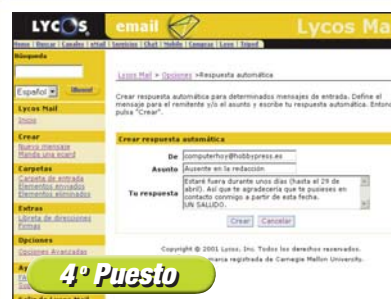 LYCOS email Lycos Ma
Home | Buscar | Canales | eMail | Servicios | Chat | Mobile | Comprar | Love | Tripod
Búsqueda
Español
Lycos Mail > Opciones >Respuesta automática
Crear respuesta automática para determinados mensajes de entrada. Define el
mensaje para el remitente y/o el asunto y escribe tu respuesta automática. Entonc
pulsa "Crear".
Lycos Mail
Inicio
Crear
Nuevo mensaje
Manda una ecard
Carpetas
Carpeta de entrada
Elementos enviados
Elementos eliminados
Extras
Libreta de direcciones
Firmas
Opciones
Opciones Avanzadas
Ay
Crear respuesta automática
De computerhoy@hobbypress.es
Asunto Ausente en la redacción
Tu respuesta
Estaré fuera durante unos días (hasta el 29 de
abril). Así que te agradecería que te pusieses en
contacto conmigo a partir de esta fecha.
UN SALUDO.
Crear Cancelar
Copyright © 2001 Lycos, Inc. Todos los derechos reservados.
marca registrada de Carnegie Mellon University.
4º Puesto